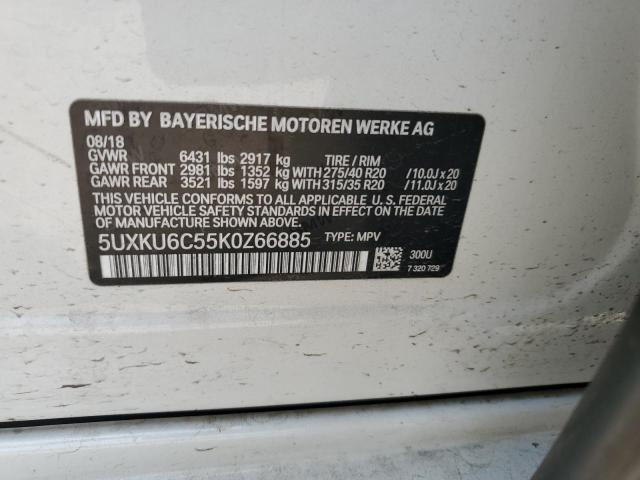 MFD BY BAYERISCHE MOTOREN WERKE AG
08/18
GVWR 6431 lbs 2917 kg TIRE / RIM
GAWR FRONT 2981 lbs 1352 kg WITH 275/40 R20 /10.0J x 20
GAWR REAR 3521 lbs 1597 kg WITH 315/35 R20 /11.0J x 20
THIS VEHICLE CONFORMS TO ALL APPLICABLE U. S. FEDERAL
MOTOR VEHICLE SAFETY STANDARDS IN EFFECT ON THE DATE
OF MANUFACTURE SHOWN ABOVE.
5UXKU6C55K0Z66885 TYPE: MPV
300U
7 320 729